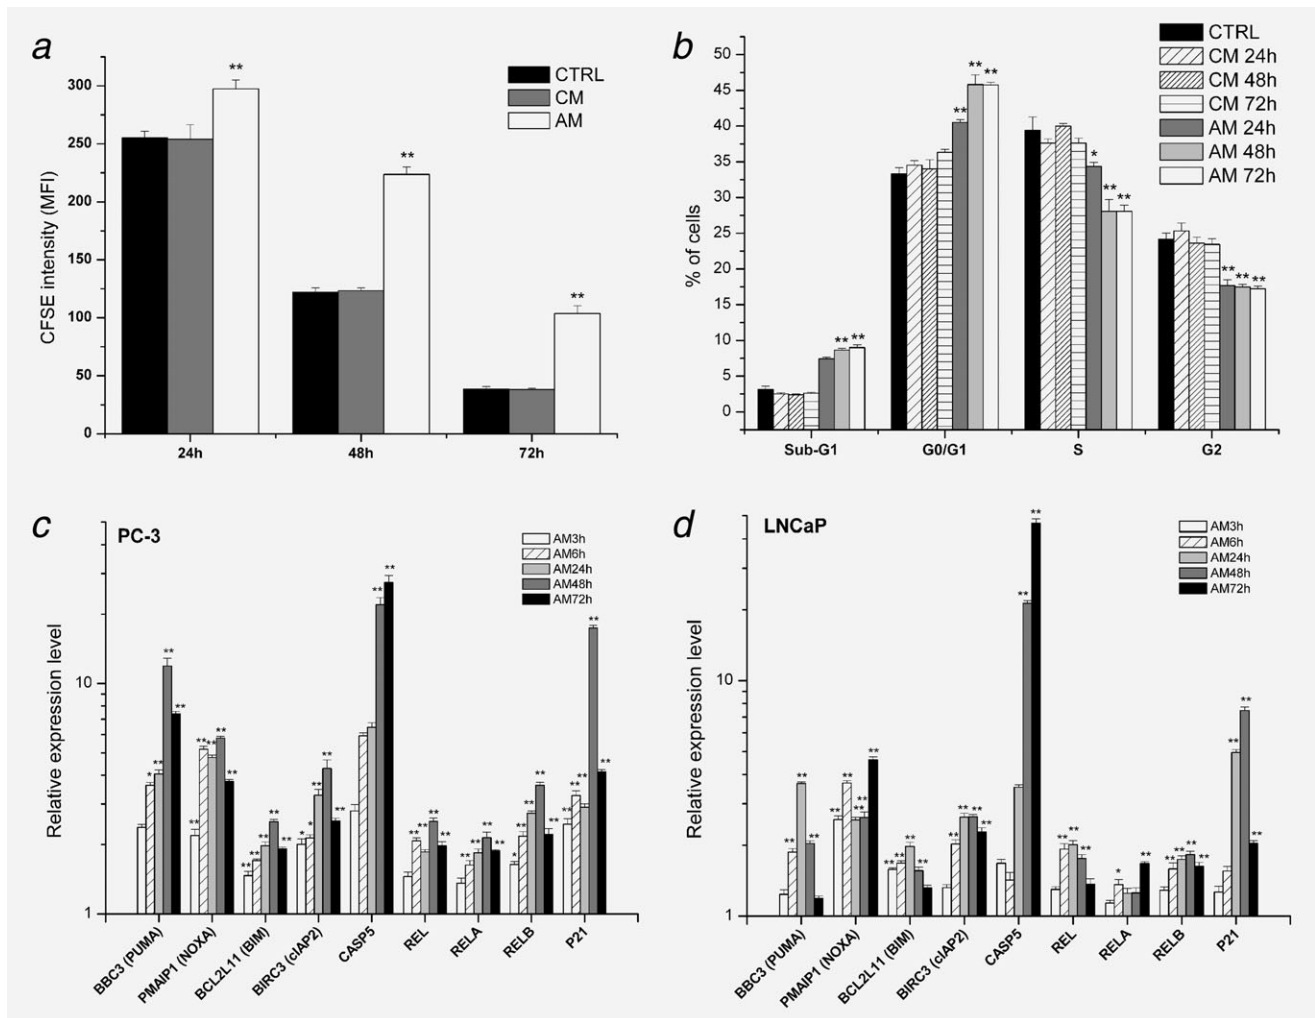 a
CTRL
CM
AM
CFSE intensity (MFI)
300
250
200
150
100
50
0
**
**
**
24h
48h
72h
b
CTRL
CM 24h
CM 48h
CM 72h
AM 24h
AM 48h
AM 72h
% of cells
50
45
40
35
30
25
20
15
10
5
0
** **
** ** **
* ** **
** ** **
Sub-G1
G0/G1
S
G2
c
PC-3
AM3h
AM6h
AM24h
AM48h
AM72h
Relative expression level
10
1
* ** ** **
** ** ** ** **
** ** ** ** **
* * ** ** **
** **
** ** ** **
** ** ** **
* ** ** ** **
** ** ** ** **
BBC3 (PUMA)
PMAIP1 (NOXA)
BCL2L11 (BIM)
BIRC3 (cIAP2)
CASP5
REL
RELA
RELB
P21
d
LNCaP
AM3h
AM6h
AM24h
AM48h
AM72h
Relative expression level
10
1
** ** **
** ** ** ** **
** ** ** ** **
** ** ** **
** **
** ** ** **
* **
** ** ** ** **
** ** **
BBC3 (PUMA)
PMAIP1 (NOXA)
BCL2L11 (BIM)
BIRC3 (cIAP2)
CASP5
REL
RELA
RELB
P21